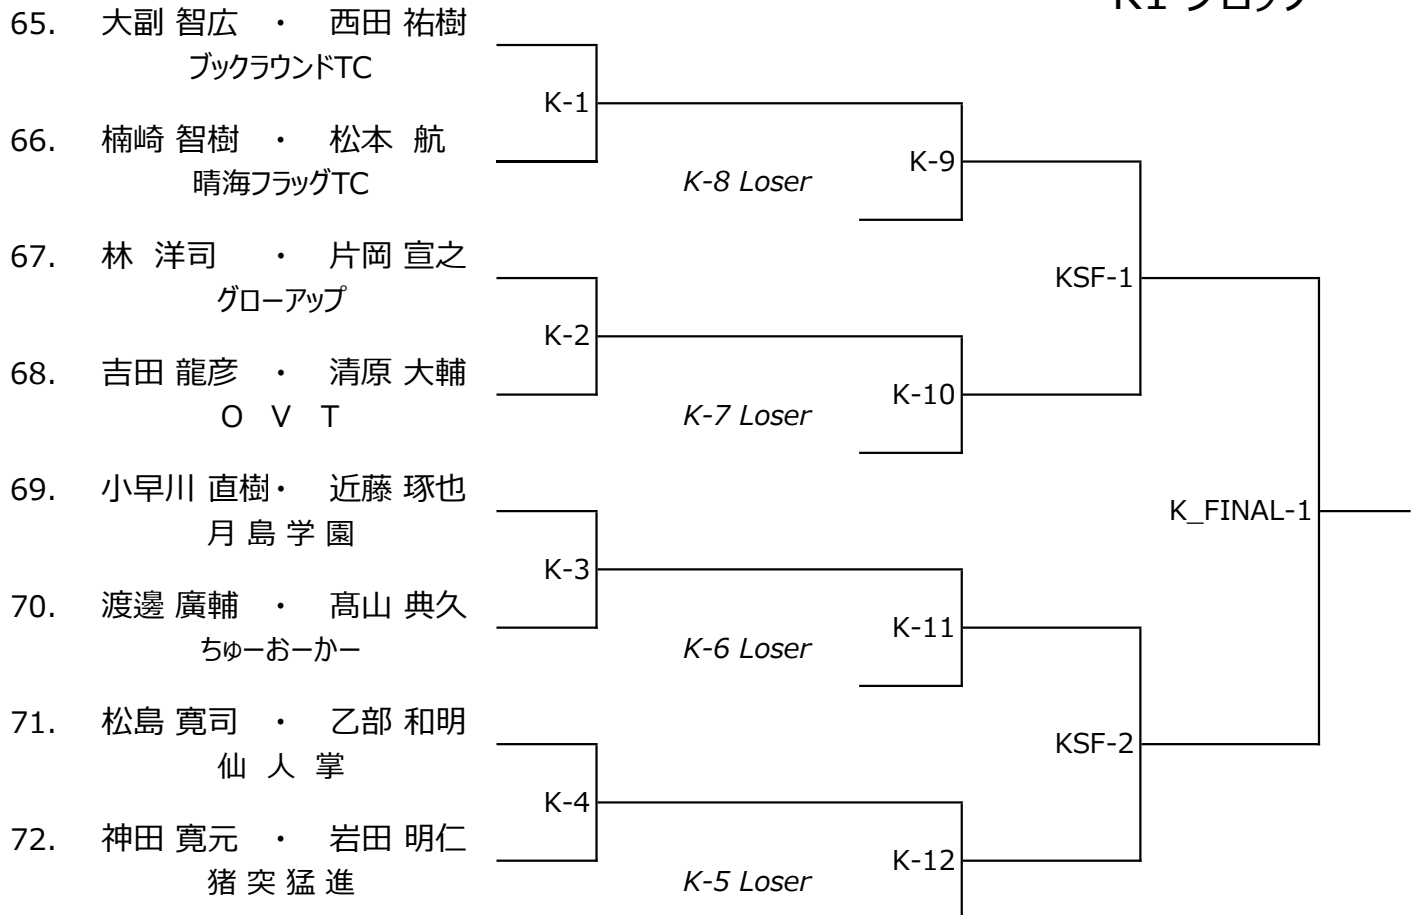 K1 ブロック
65. 大副 智広 ・ 西田 祐樹
ブックラウンドTC
K-1
66. 楠崎 智樹 ・ 松本 航
晴海フラッグTC
K-8 Loser
K-9
67. 林 洋司 ・ 片岡 宣之
グローアップ
KSF-1
K-2
68. 吉田 龍彦 ・ 清原 大輔
O V T
K-7 Loser
K-10
69. 小早川 直樹・ 近藤 琢也
月 島 学 園
K_FINAL-1
K-3
70. 渡邊 廣輔 ・ 髙山 典久
ちゅーおーかー
K-6 Loser
K-11
71. 松島 寛司 ・ 乙部 和明
仙 人 掌
KSF-2
K-4
72. 神田 寛元 ・ 岩田 明仁
猪 突 猛 進
K-5 Loser
K-12